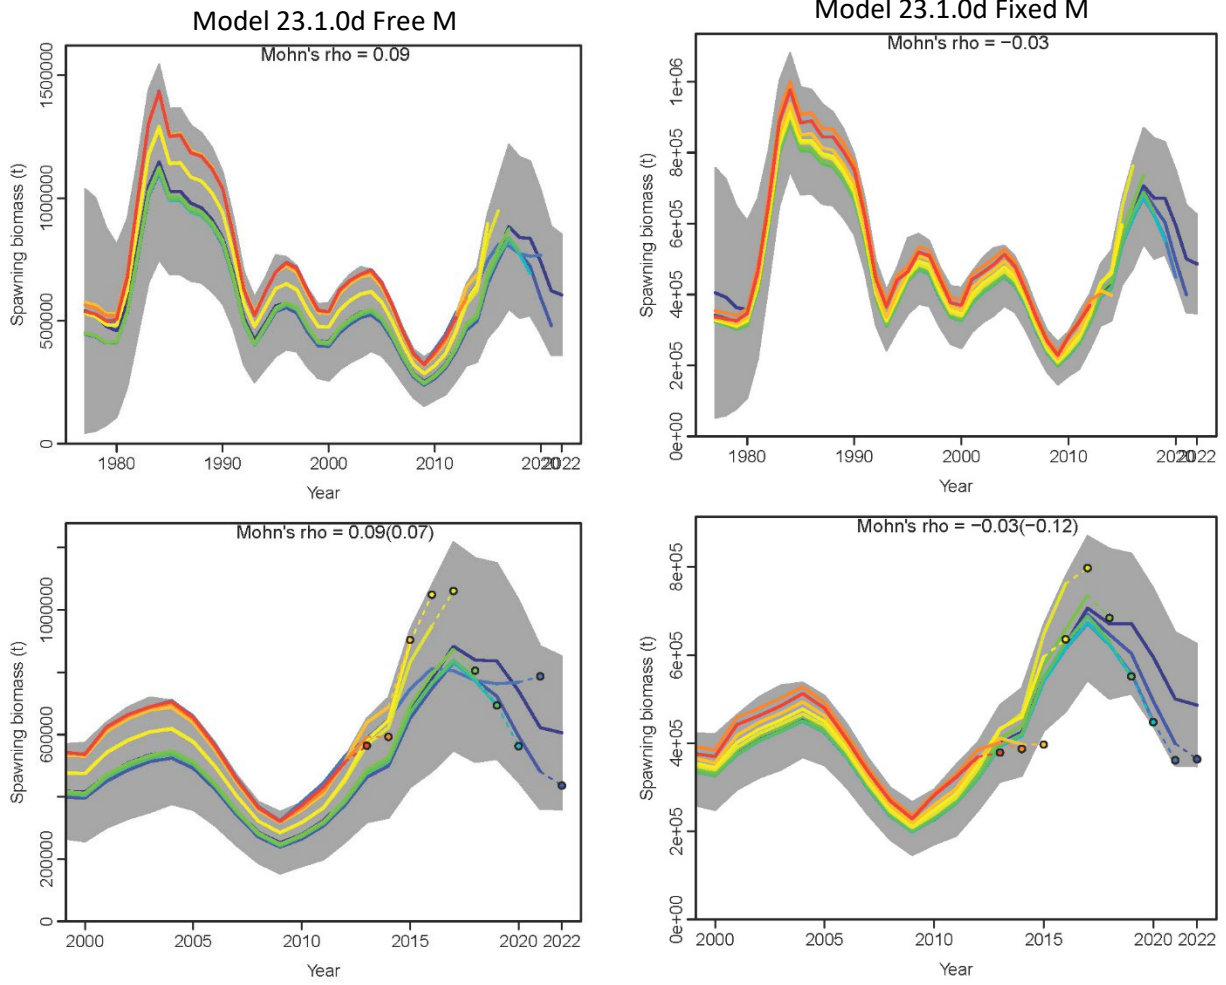 Model 23.1.0d Free M
Model 23.1.0d Fixed M
Mohn's rho = 0.09
Spawning biomass (t)
1500000
1000000
500000
0
1980
1990
2000
2010
2020
2022
Year
Mohn's rho = −0.03
Spawning biomass (t)
1e+06
8e+05
6e+05
4e+05
2e+05
0e+00
1980
1990
2000
2010
2020
2022
Year
Mohn's rho = 0.09(0.07)
Spawning biomass (t)
1000000
600000
200000
0
2000
2005
2010
2015
2020
2022
Year
Mohn's rho = −0.03(−0.12)
Spawning biomass (t)
8e+05
6e+05
4e+05
2e+05
0e+00
2000
2005
2010
2015
2020
2022
Year